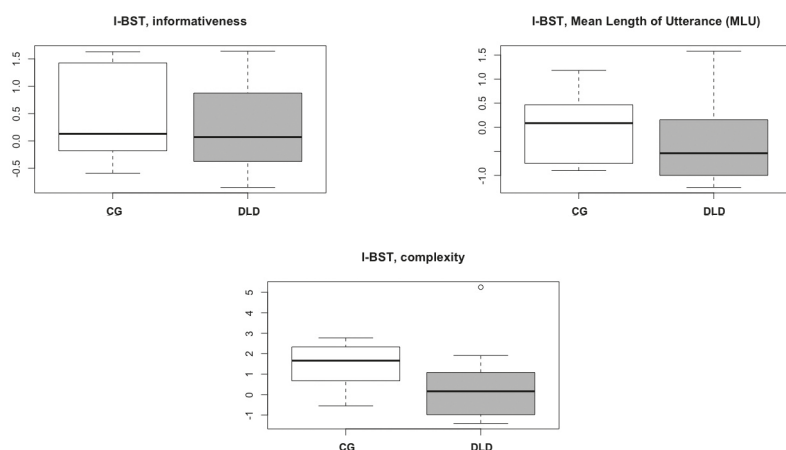 I-BST, informativeness
1.5
1.0
0.5
0.0
-0.5
CG DLD
I-BST, Mean Length of Utterance (MLU)
1.5
1.0
0.5
0.0
-1.0
CG DLD
I-BST, complexity
5
4
3
2
1
0
-1
CG DLD